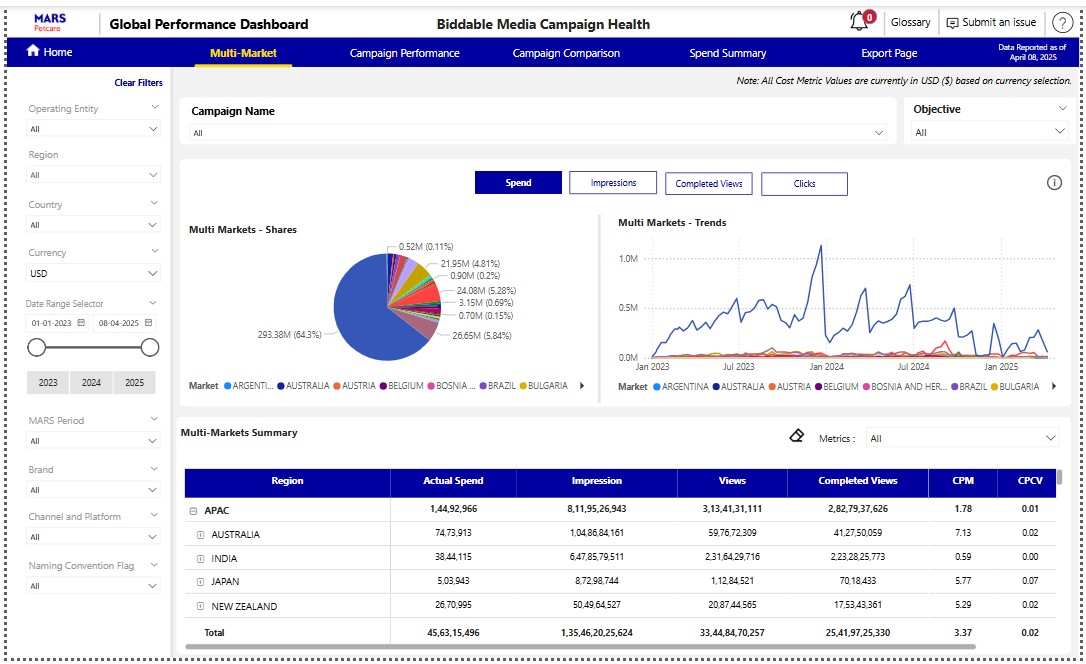 MARS
Petcare
Global Performance Dashboard
Biddable Media Campaign Health
0
Glossary
Submit an issue
?
Home
Multi-Market
Campaign Performance
Campaign Comparison
Spend Summary
Export Page
Data Reported as of
April 08, 2025
Note: All Cost Metric Values are currently in USD ($) based on currency selection.
Clear Filters
Operating Entity
All
Region
All
Country
All
Currency
USD
Date Range Selector
01-01-2023 08-04-2025
2023 2024 2025
MARS Period
All
Brand
All
Channel and Platform
All
Naming Convention Flag
All
Campaign Name
All
Objective
All
Spend Impressions Completed Views Clicks
Multi Markets - Shares
0.52M (0.11%)
21.95M (4.81%)
0.90M (0.2%)
24.08M (5.28%)
3.15M (0.69%)
0.70M (0.15%)
26.65M (5.84%)
293.38M (64.3%)
Market ARGENTI... AUSTRALIA AUSTRIA BELGIUM BOSNIA ... BRAZIL BULGARIA
Multi Markets - Trends
1.0M
0.5M
0.0M
Jan 2023 Jul 2023 Jan 2024 Jul 2024 Jan 2025
Market ARGENTINA AUSTRALIA AUSTRIA BELGIUM BOSNIA AND HER... BRAZIL BULGARIA
Multi-Markets Summary
Metrics : All
Region Actual Spend Impression Views Completed Views CPM CPCV
APAC 1,44,92,966 8,11,95,26,943 3,13,41,31,111 2,82,79,37,626 1.78 0.01
AUSTRALIA 74,73,913 1,04,86,84,161 59,76,72,309 41,27,50,059 7.13 0.02
INDIA 38,44,115 6,47,85,79,511 2,31,64,29,716 2,23,28,25,773 0.59 0.00
JAPAN 5,03,943 8,72,98,744 1,12,84,521 70,18,433 5.77 0.07
NEW ZEALAND 26,70,995 50,49,64,527 20,87,44,565 17,53,43,361 5.29 0.02
Total 45,63,15,496 1,35,46,20,25,624 33,44,84,70,257 25,41,97,25,330 3.37 0.02